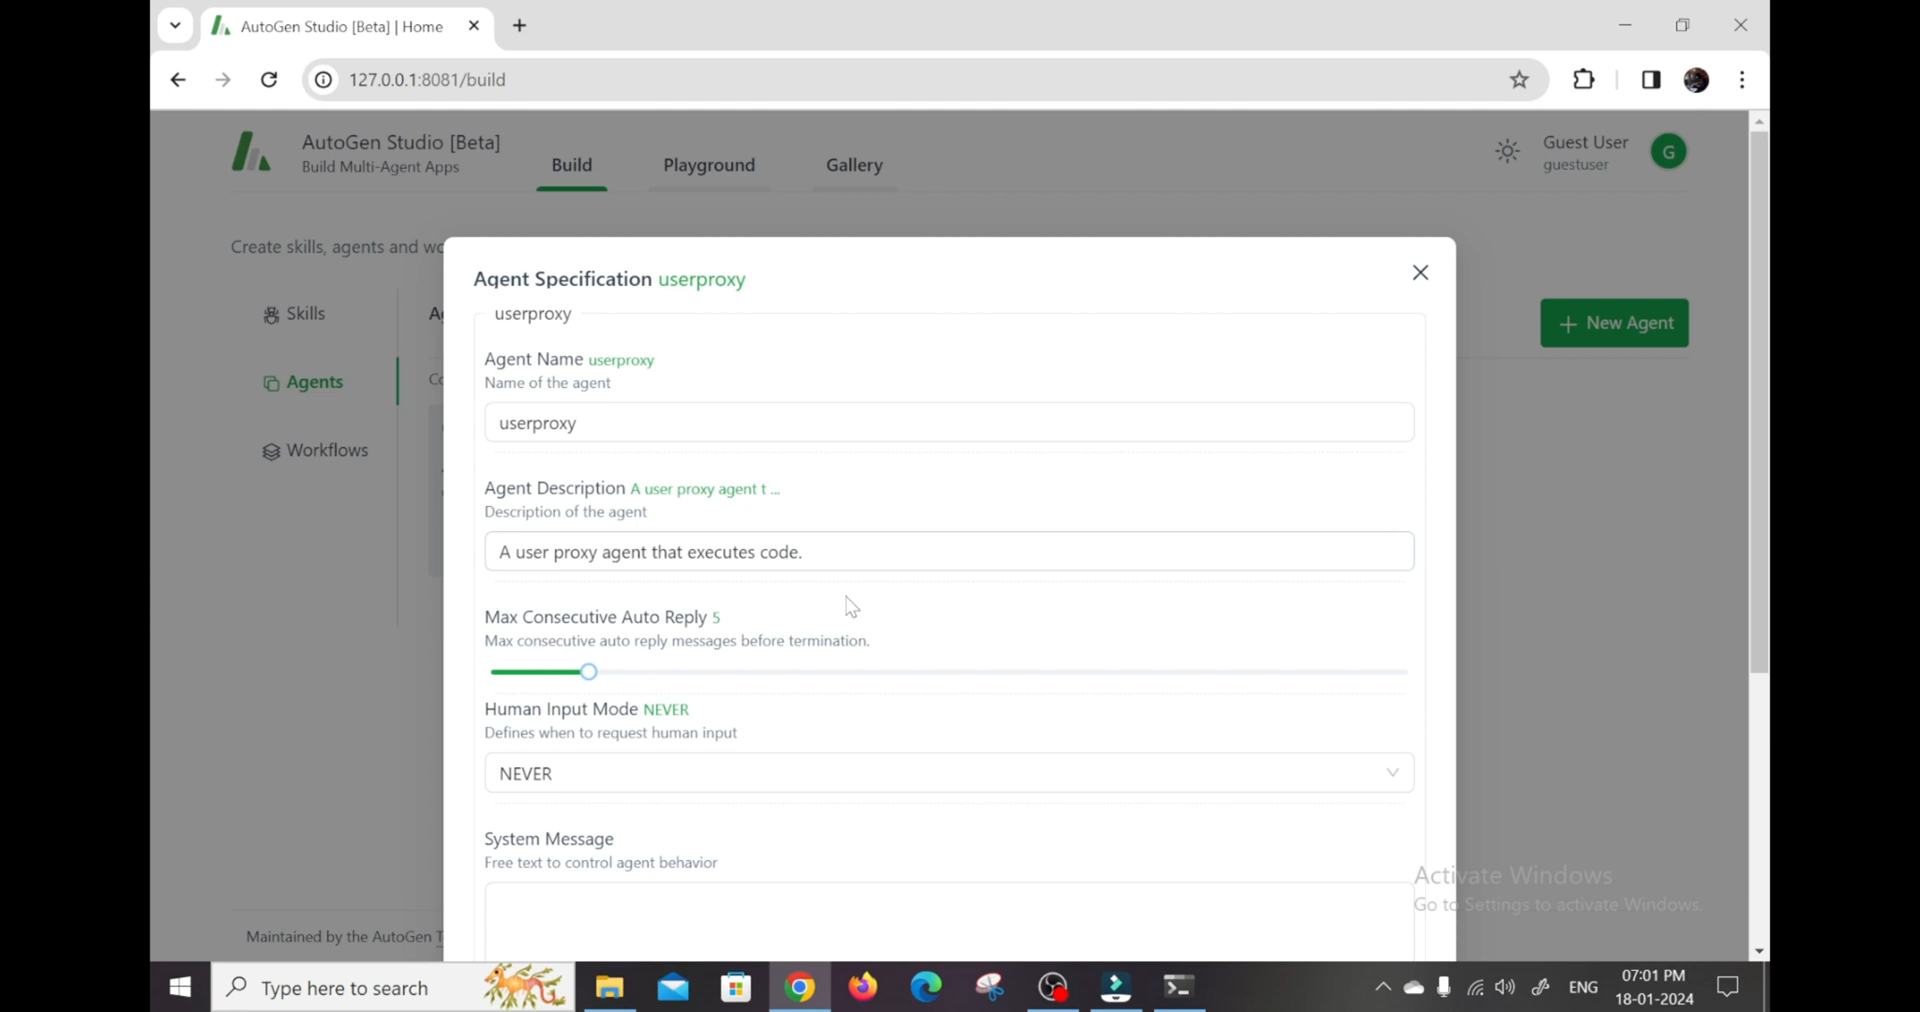 AutoGen Studio [Beta] | Home
127.0.0.1:8081/build
AutoGen Studio [Beta]
Build Multi-Agent Apps
Build
Playground
Gallery
Guest User
guestuser
G
Create skills, agents and wo
Skills
Agents
Workflows
New Agent
Agent Specification userproxy
userproxy
Agent Name userproxy
Name of the agent
userproxy
Agent Description A user proxy agent t ...
Description of the agent
A user proxy agent that executes code.
Max Consecutive Auto Reply 5
Max consecutive auto reply messages before termination.
Human Input Mode NEVER
Defines when to request human input
NEVER
System Message
Free text to control agent behavior
Activate Windows
Go to Settings to activate Windows.
Maintained by the AutoGen T
Type here to search
ENG
07:01 PM
18-01-2024